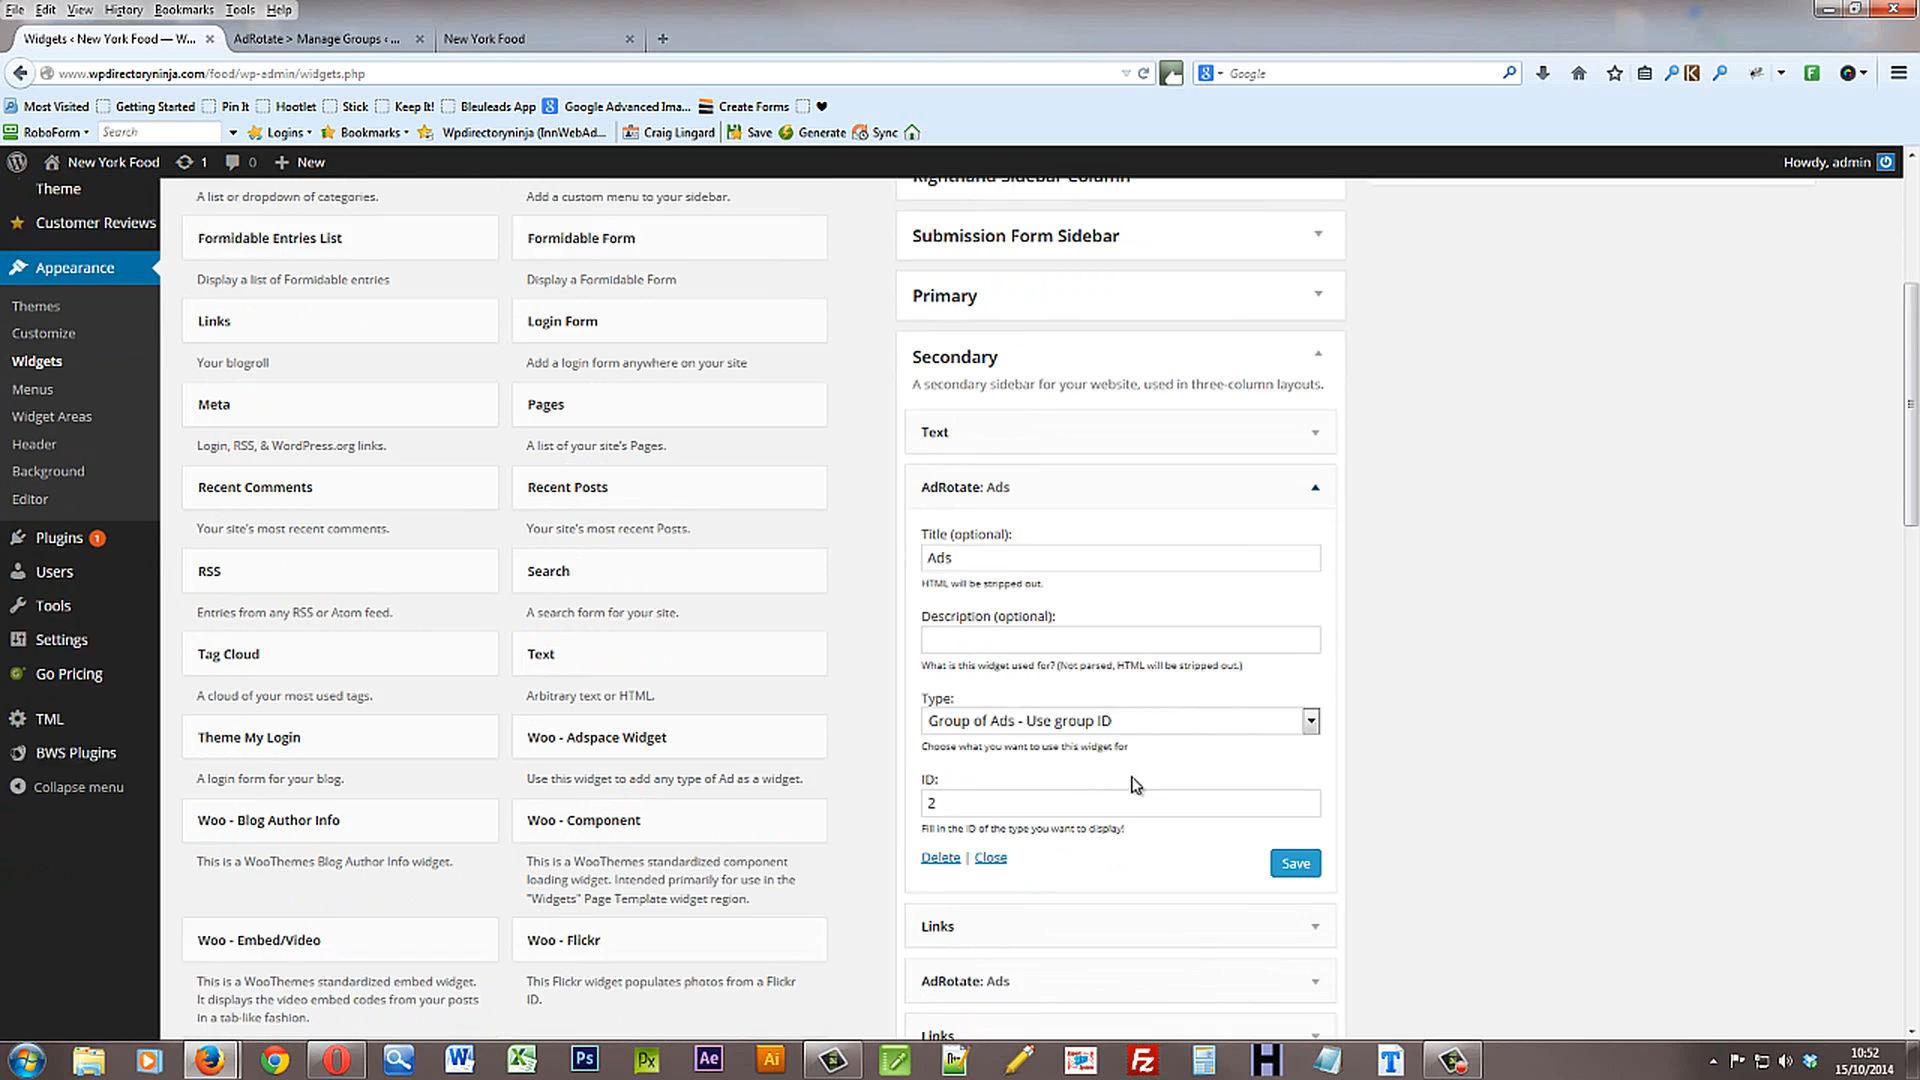 File Edit View History Bookmarks Tools Help
Widgets ‹ New York Food — W... AdRotate > Manage Groups ‹ ... New York Food
www.wpdirectoryninja.com/food/wp-admin/widgets.php Google
Most Visited Getting Started Pin It Hootlet Stick Keep It! Bleuleads App Google Advanced Ima... Create Forms
RoboForm Search Logins Bookmarks Wpdirectoryninja (InnWebAd... Craig Lingard Save Generate Sync
New York Food 1 0 New Howdy, admin
Theme
Customer Reviews
Appearance
Themes
Customize
Widgets
Menus
Widget Areas
Header
Background
Editor
Plugins 1
Users
Tools
Settings
Go Pricing
TML
BWS Plugins
Collapse menu
A list or dropdown of categories.
Formidable Entries List
Display a list of Formidable entries
Links
Your blogroll
Meta
Login, RSS, & WordPress.org links.
Recent Comments
Your site's most recent comments.
RSS
Entries from any RSS or Atom feed.
Tag Cloud
A cloud of your most used tags.
Theme My Login
A login form for your blog.
Woo - Blog Author Info
This is a WooThemes Blog Author Info widget.
Woo - Embed/Video
This is a WooThemes standardized embed widget.
It displays the video embed codes from your posts
in a tab-like fashion.
Add a custom menu to your sidebar.
Formidable Form
Display a Formidable Form
Login Form
Add a login form anywhere on your site
Pages
A list of your site's Pages.
Recent Posts
Your site's most recent Posts.
Search
A search form for your site.
Text
Arbitrary text or HTML.
Woo - Adspace Widget
Use this widget to add any type of Ad as a widget.
Woo - Component
This is a WooThemes standardized component
loading widget. Intended primarily for use in the
"Widgets" Page Template widget region.
Woo - Flickr
This Flickr widget populates photos from a Flickr
ID.
Righthand Sidebar Column
Submission Form Sidebar
Primary
Secondary
A secondary sidebar for your website, used in three-column layouts.
Text
AdRotate: Ads
Title (optional):
Ads
HTML will be stripped out.
Description (optional):
What is this widget used for? (Not parsed, HTML will be stripped out.)
Type:
Group of Ads - Use group ID
Choose what you want to use this widget for
ID:
2
Fill in the ID of the type you want to display!
Delete | Close Save
Links
AdRotate: Ads
Links
Ps Px Ae Ai Fz H T
10:52
15/10/2014